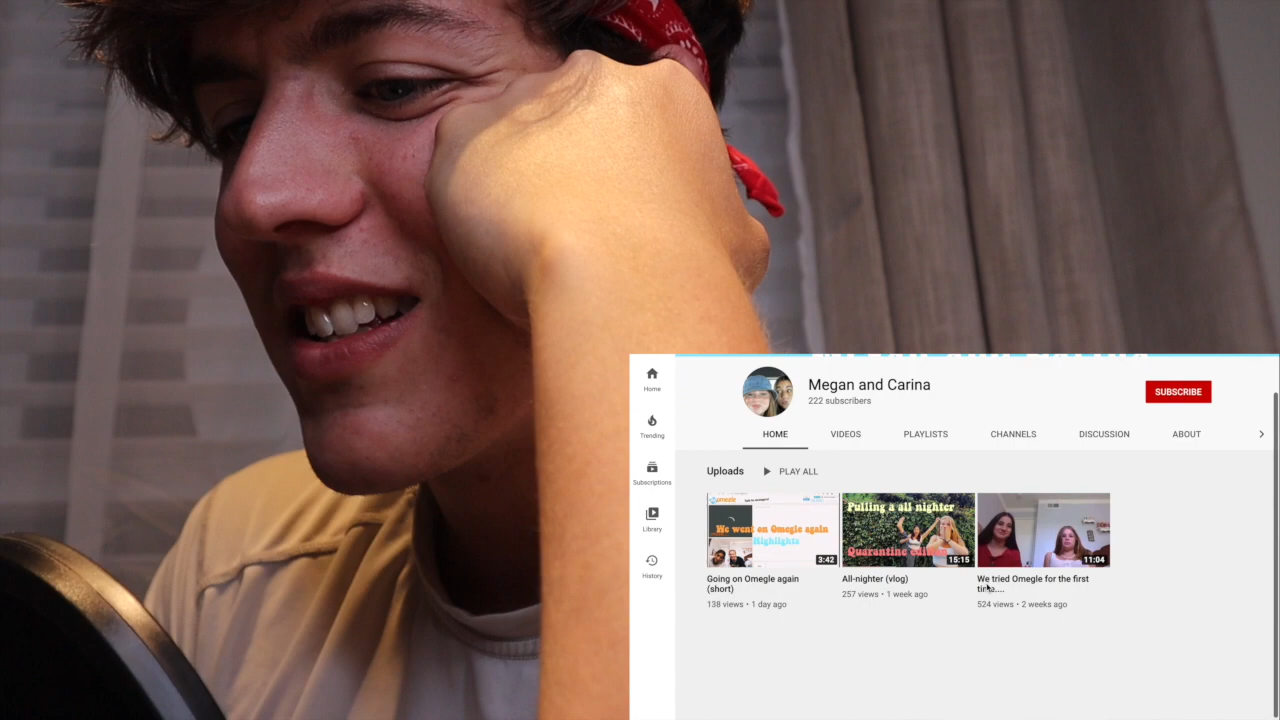 Home
Trending
Subscriptions
Library
History
Megan and Carina
222 subscribers
SUBSCRIBE
HOME
VIDEOS
PLAYLISTS
CHANNELS
DISCUSSION
ABOUT
Uploads
PLAY ALL
We went on Omegle again
Highlights
3:42
Pulling a all nighter
Quarantine edition
15:15
11:04
Going on Omegle again
(short)
138 views • 1 day ago
All-nighter (vlog)
257 views • 1 week ago
We tried Omegle for the first
time....
524 views • 2 weeks ago